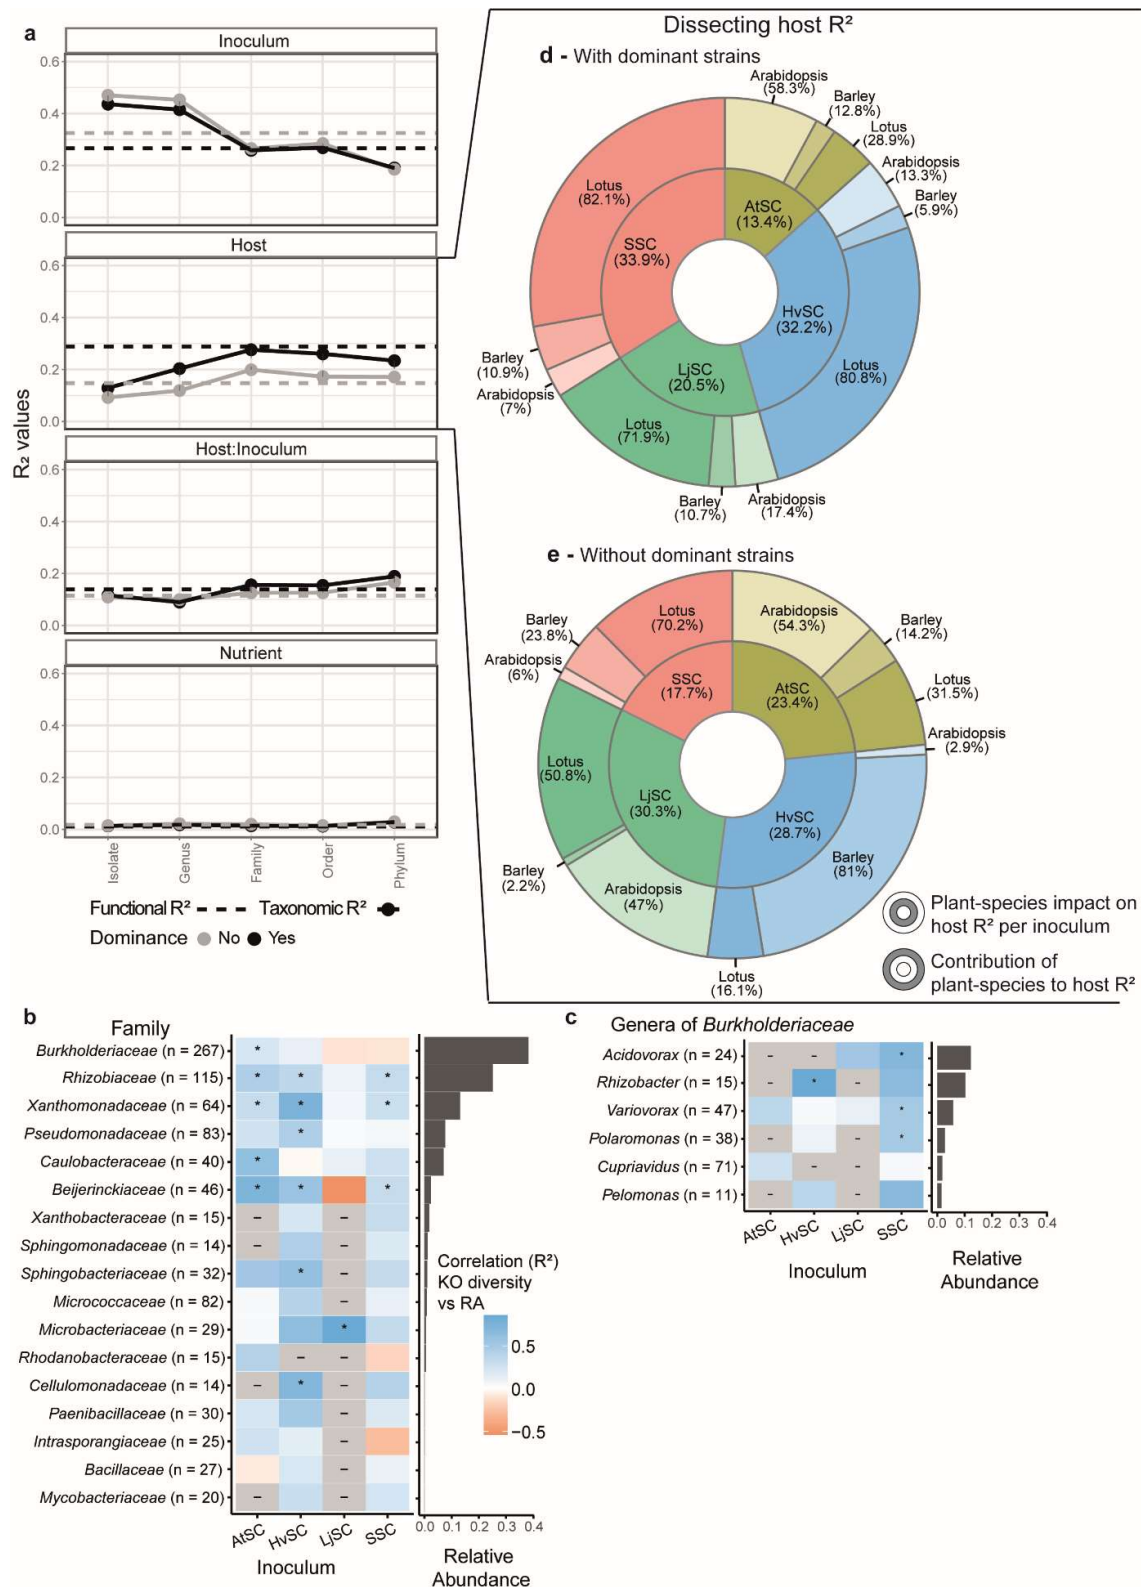 a
Inoculum
0.6
0.4
0.2
0.0
Host
0.6
0.4
0.2
0.0
Host:Inoculum
0.6
0.4
0.2
0.0
Nutrient
0.6
0.4
0.2
0.0
R² values
Isolate
Genus
Family
Order
Phylum
Functional R² Taxonomic R²
Dominance No Yes
Dissecting host R²
d - With dominant strains
Arabidopsis
(58.3%)
Barley
(12.8%)
Lotus
(28.9%)
Arabidopsis
(13.3%)
Barley
(5.9%)
Lotus
(80.8%)
Arabidopsis
(17.4%)
Barley
(10.7%)
Lotus
(71.9%)
Arabidopsis
(7%)
Barley
(10.9%)
Lotus
(82.1%)
AtSC
(13.4%)
HvSC
(32.2%)
LjSC
(20.5%)
SSC
(33.9%)
e - Without dominant strains
Arabidopsis
(54.3%)
Barley
(14.2%)
Lotus
(31.5%)
Arabidopsis
(2.9%)
Barley
(81%)
Lotus
(16.1%)
Arabidopsis
(47%)
Barley
(2.2%)
Lotus
(50.8%)
Arabidopsis
(6%)
Barley
(23.8%)
Lotus
(70.2%)
AtSC
(23.4%)
HvSC
(28.7%)
LjSC
(30.3%)
SSC
(17.7%)
Plant-species impact on
host R² per inoculum
Contribution of
plant-species to host R²
b
Family
Burkholderiaceae (n = 267) *
Rhizobiaceae (n = 115) * * *
Xanthomonadaceae (n = 64) * * *
Pseudomonadaceae (n = 83) *
Caulobacteraceae (n = 40) *
Beijerinckiaceae (n = 46) * * *
Xanthobacteraceae (n = 15) – –
Sphingomonadaceae (n = 14) –
Sphingobacteriaceae (n = 32) * –
Micrococcaceae (n = 82) –
Microbacteriaceae (n = 29) *
Rhodanobacteraceae (n = 15) – –
Cellulomonadaceae (n = 14) – * –
Paenibacillaceae (n = 30) –
Intrasporangiaceae (n = 25) –
Bacillaceae (n = 27) –
Mycobacteriaceae (n = 20) – –
AtSC HvSC LjSC SSC
Inoculum
0.0 0.1 0.2 0.3 0.4
Relative
Abundance
Correlation (R²)
KO diversity
vs RA
0.5
0.0
−0.5
c
Genera of Burkholderiaceae
Acidovorax (n = 24) – – *
Rhizobacter (n = 15) – * –
Variovorax (n = 47) *
Polaromonas (n = 38) – – *
Cupriavidus (n = 71) – –
Pelomonas (n = 11) – –
AtSC HvSC LjSC SSC
Inoculum
0.0 0.1 0.2 0.3 0.4
Relative
Abundance